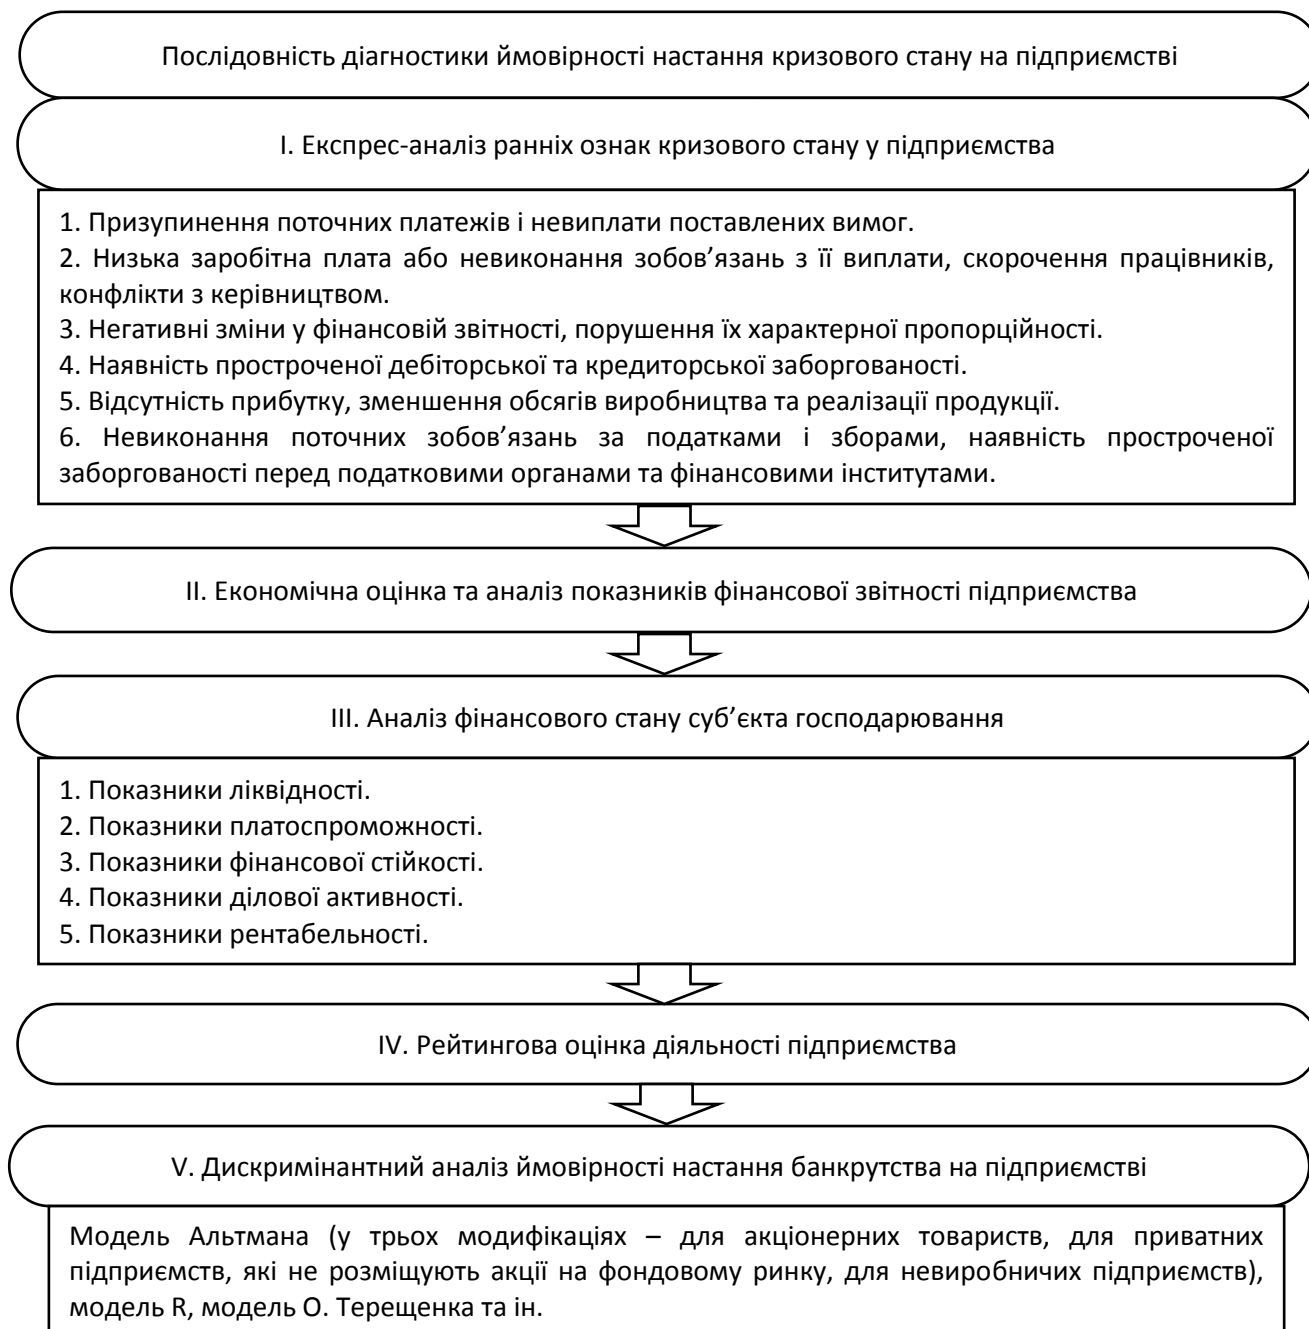 Послідовність діагностики ймовірності настання кризового стану на підприємстві
І. Експрес-аналіз ранніх ознак кризового стану у підприємства
1. Призупинення поточних платежів і невиплати поставлених вимог.
2. Низька заробітна плата або невиконання зобов’язань з її виплати, скорочення працівників,
конфлікти з керівництвом.
3. Негативні зміни у фінансовій звітності, порушення їх характерної пропорційності.
4. Наявність простроченої дебіторської та кредиторської заборгованості.
5. Відсутність прибутку, зменшення обсягів виробництва та реалізації продукції.
6. Невиконання поточних зобов’язань за податками і зборами, наявність простроченої
заборгованості перед податковими органами та фінансовими інститутами.
ІІ. Економічна оцінка та аналіз показників фінансової звітності підприємства
ІІІ. Аналіз фінансового стану суб’єкта господарювання
1. Показники ліквідності.
2. Показники платоспроможності.
3. Показники фінансової стійкості.
4. Показники ділової активності.
5. Показники рентабельності.
IV. Рейтингова оцінка діяльності підприємства
V. Дискримінантний аналіз ймовірності настання банкрутства на підприємстві
Модель Альтмана (у трьох модифікаціях – для акціонерних товариств, для приватних
підприємств, які не розміщують акції на фондовому ринку, для невиробничих підприємств),
модель R, модель О. Терещенка та ін.